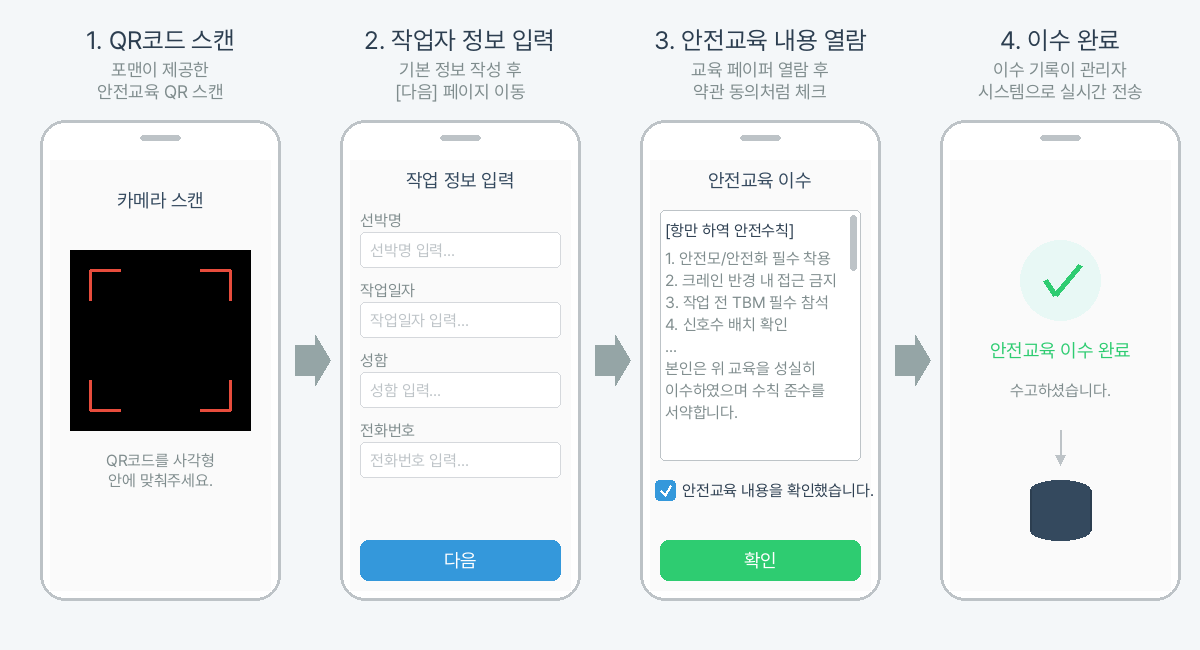 1. QR코드 스캔
포맨이 제공한
안전교육 QR 스캔
카메라 스캔
QR코드를 사각형
안에 맞춰주세요.
2. 작업자 정보 입력
기본 정보 작성 후
[다음] 페이지 이동
작업 정보 입력
선박명
선박명 입력...
작업일자
작업일자 입력...
성함
성함 입력...
전화번호
전화번호 입력...
다음
3. 안전교육 내용 열람
교육 페이퍼 열람 후
약관 동의처럼 체크
안전교육 이수
[항만 하역 안전수칙]
1. 안전모/안전화 필수 착용
2. 크레인 반경 내 접근 금지
3. 작업 전 TBM 필수 참석
4. 신호수 배치 확인
...
본인은 위 교육을 성실히
이수하였으며 수칙 준수를
서약합니다.
안전교육 내용을 확인했습니다.
확인
4. 이수 완료
이수 기록이 관리자
시스템으로 실시간 전송
안전교육 이수 완료
수고하셨습니다.